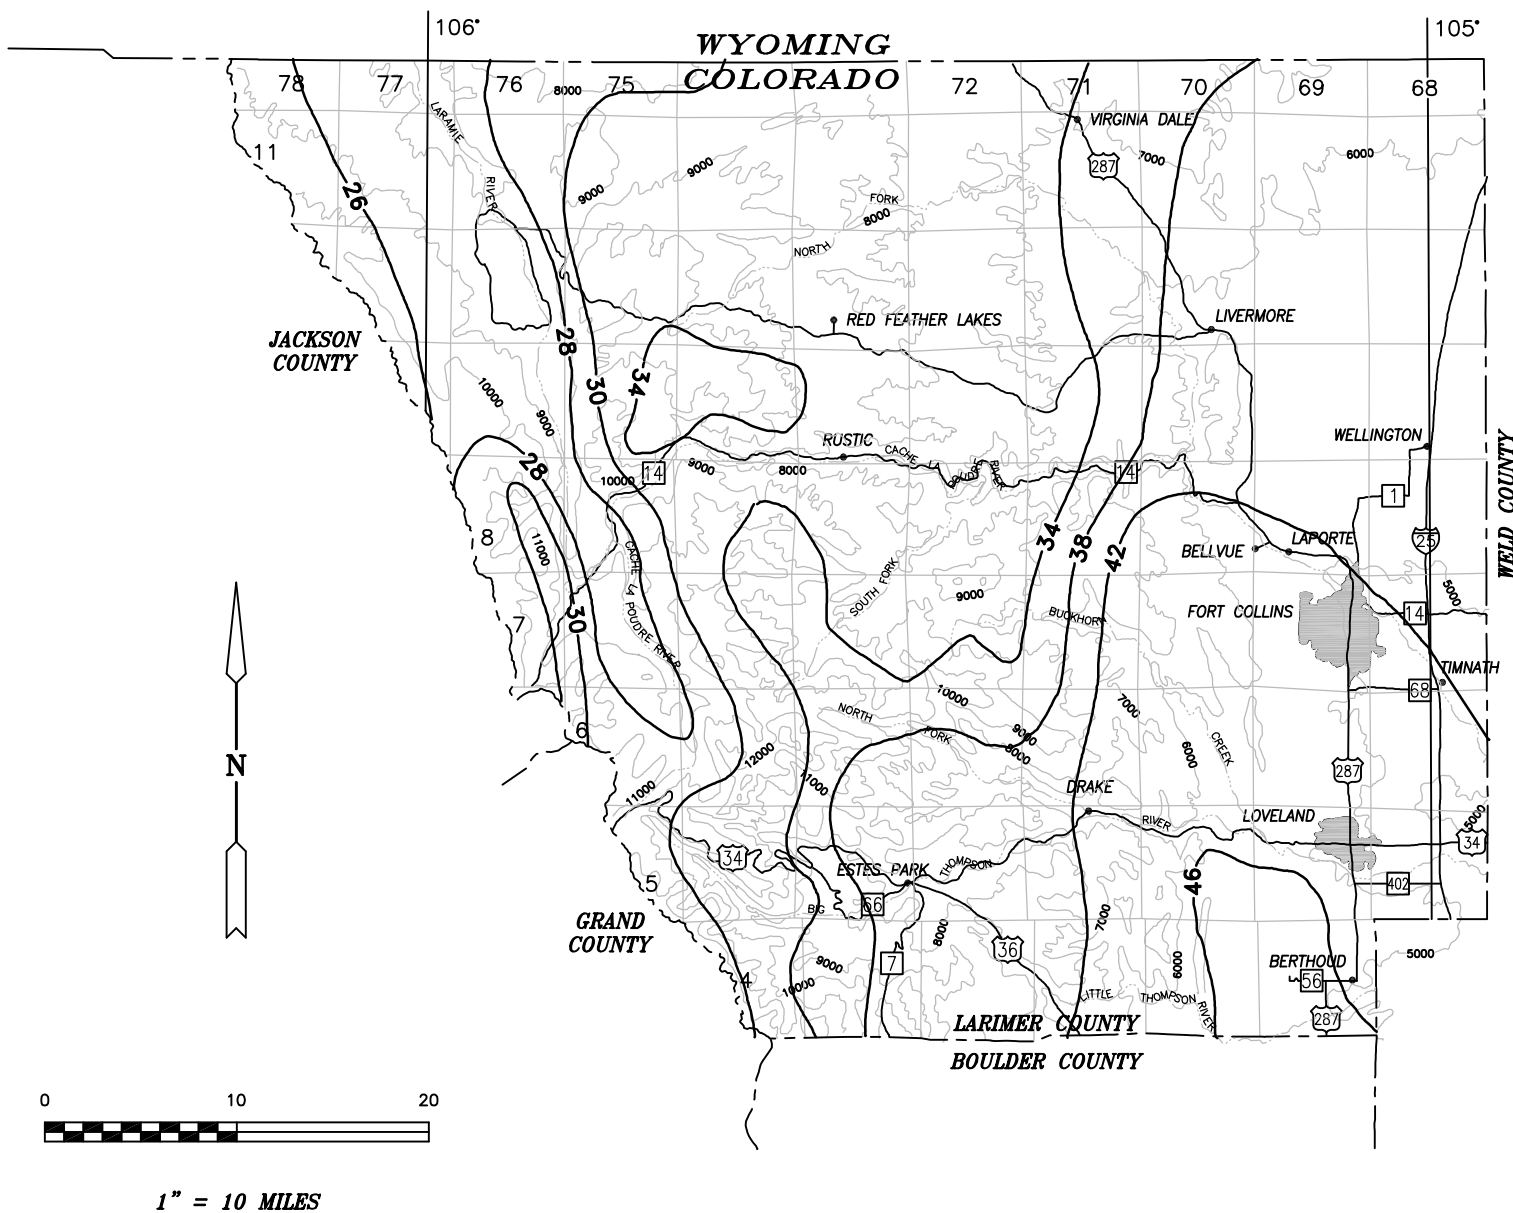 106°
105°
WYOMING
COLORADO
78
77
76
75
72
71
70
69
68
8000
VIRGINIA DALE
LARAMIE
RIVER
11
287
7000
6000
9000
9000
26
FORK
8000
NORTH
RED FEATHER LAKES
LIVERMORE
JACKSON
COUNTY
28
30
34
10000
9000
RUSTIC
CACHE LA
POUDRE
RIVER
WELLINGTON
WELD COUNTY
28
14
9000
8000
10000
14
1
8
11000
34
38
42
25
BELLVUE
LAPORTE
CACHE
LA
POUDRE RIVER
SOUTH FORK
9000
BUCKHORN
5000
FORT COLLINS
14
7
30
TIMNATH
68
10000
7000
NORTH
FORK
9000
8000
6
12000
6000
CREEK
N
11000
11000
287
DRAKE
RIVER
LOVELAND
5000
34
34
ESTES PARK
THOMPSON
5
46
402
66
BIG
GRAND
COUNTY
7000
8000
36
7
9000
10000
4
6000
BERTHOUD
56
5000
LITTLE
THOMPSON
RIVER
287
LARIMER COUNTY
BOULDER COUNTY
0
10
20
1" = 10 MILES